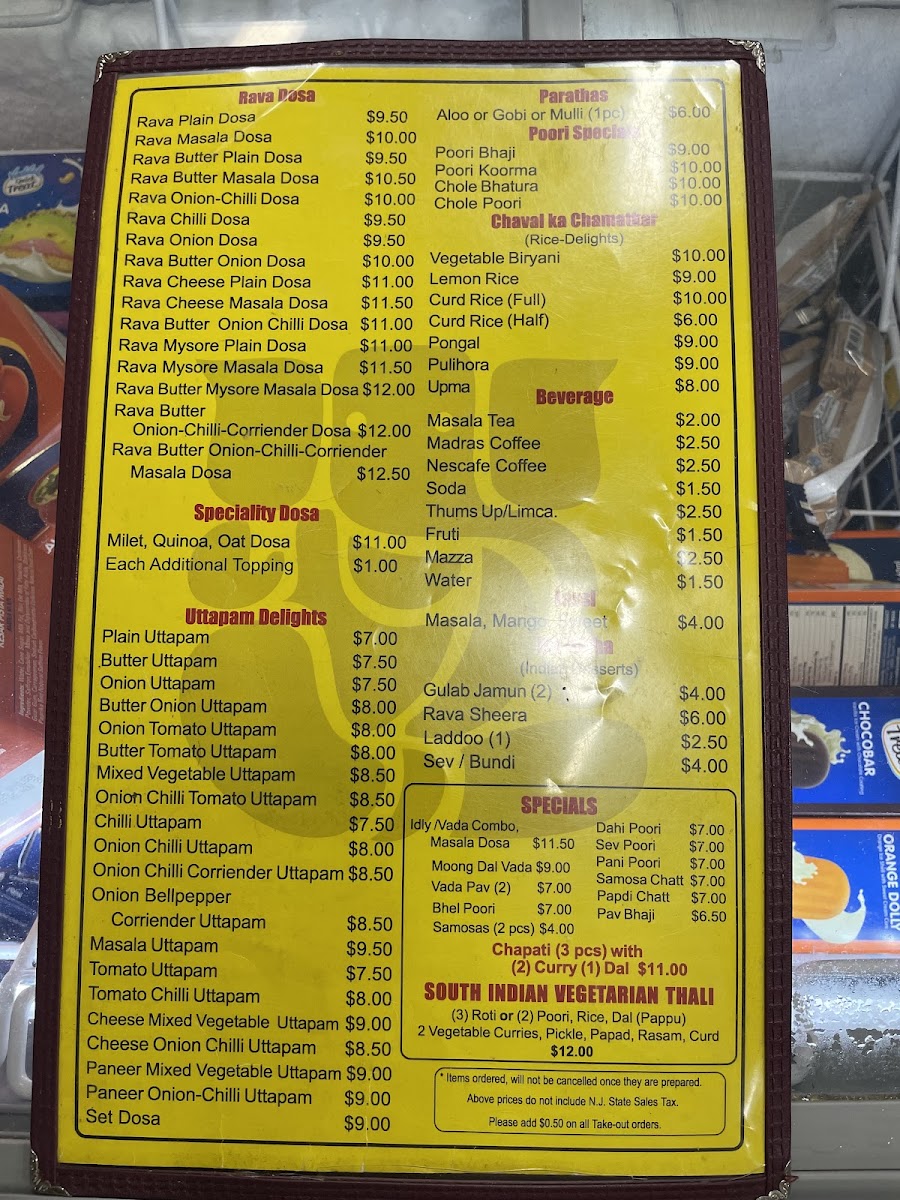 Rava Dosa
Rava Plain Dosa $9.50
Rava Masala Dosa $10.00
Rava Butter Plain Dosa $9.50
Rava Butter Masala Dosa $10.50
Rava Onion-Chilli Dosa $10.00
Rava Chilli Dosa $9.50
Rava Onion Dosa $9.50
Rava Butter Onion Dosa $10.00
Rava Cheese Plain Dosa $11.00
Rava Cheese Masala Dosa $11.50
Rava Butter Onion Chilli Dosa $11.00
Rava Mysore Plain Dosa $11.00
Rava Mysore Masala Dosa $11.50
Rava Butter Mysore Masala Dosa $12.00
Rava Butter
Onion-Chilli-Corriender Dosa $12.00
Rava Butter Onion-Chilli-Corriender
Masala Dosa $12.50
Speciality Dosa
Milet, Quinoa, Oat Dosa $11.00
Each Additional Topping $1.00
Uttapam Delights
Plain Uttapam $7.00
Butter Uttapam $7.50
Onion Uttapam $7.50
Butter Onion Uttapam $8.00
Onion Tomato Uttapam $8.00
Butter Tomato Uttapam $8.00
Mixed Vegetable Uttapam $8.50
Onion Chilli Tomato Uttapam $8.50
Chilli Uttapam $7.50
Onion Chilli Uttapam $8.00
Onion Chilli Corriender Uttapam $8.50
Onion Bellpepper
Corriender Uttapam $8.50
Masala Uttapam $9.50
Tomato Uttapam $7.50
Tomato Chilli Uttapam $8.00
Cheese Mixed Vegetable Uttapam $9.00
Cheese Onion Chilli Uttapam $8.50
Paneer Mixed Vegetable Uttapam $9.00
Paneer Onion-Chilli Uttapam $9.00
Set Dosa $9.00
Parathas
Aloo or Gobi or Mulli (1pc) $6.00
Poori Specials
Poori Bhaji $9.00
Poori Koorma $10.00
Chole Bhatura $10.00
Chole Poori $10.00
Chaval ka Chamatkar
(Rice-Delights)
Vegetable Biryani $10.00
Lemon Rice $9.00
Curd Rice (Full) $10.00
Curd Rice (Half) $6.00
Pongal $9.00
Pulihora $9.00
Upma $8.00
Beverage
Masala Tea $2.00
Madras Coffee $2.50
Nescafe Coffee $2.50
Soda $1.50
Thums Up/Limca. $2.50
Fruti $1.50
Mazza $2.50
Water $1.50
Masala, Mango, Sweet $4.00
(Indian Desserts)
Gulab Jamun (2) $4.00
Rava Sheera $6.00
Laddoo (1) $2.50
Sev / Bundi $4.00
SPECIALS
Idly /Vada Combo,
Masala Dosa $11.50
Moong Dal Vada $9.00
Vada Pav (2) $7.00
Bhel Poori $7.00
Samosas (2 pcs) $4.00
Dahi Poori $7.00
Sev Poori $7.00
Pani Poori $7.00
Samosa Chatt $7.00
Papdi Chatt $7.00
Pav Bhaji $6.50
Chapati (3 pcs) with
(2) Curry (1) Dal $11.00
SOUTH INDIAN VEGETARIAN THALI
(3) Roti or (2) Poori, Rice, Dal (Pappu)
2 Vegetable Curries, Pickle, Papad, Rasam, Curd
$12.00
* Items ordered, will not be cancelled once they are prepared.
Above prices do not include N.J. State Sales Tax.
Please add $0.50 on all Take-out orders.
Treat
CHOCOBAR
ORANGE DOLLY